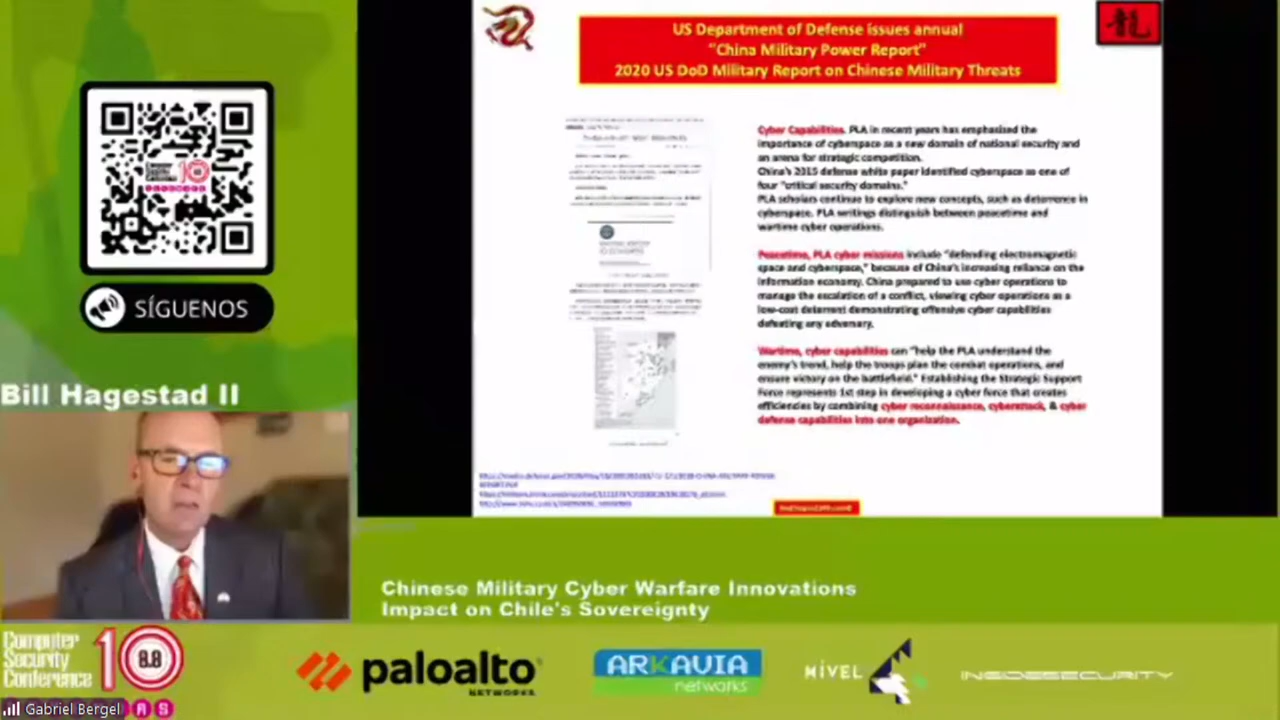 US Department of Defense issues annual
"China Military Power Report"
2020 US DoD Military Report on Chinese Military Threats
龍
Cyber Capabilities. PLA in recent years has emphasized the
importance of cyberspace as a new domain of national security and
an arena for strategic competition.
China's 2015 defense white paper identified cyberspace as one of
four "critical security domains."
PLA scholars continue to explore new concepts, such as deterrence in
cyberspace. PLA writings distinguish between peacetime and
wartime cyber operations.
Peacetime, PLA cyber missions include "defending electromagnetic
space and cyberspace," because of China's increasing reliance on the
information economy. China prepared to use cyber operations to
manage the escalation of a conflict, viewing cyber operations as a
low-cost deterrent demonstrating offensive cyber capabilities
defeating any adversary.
Wartime, cyber capabilities can "help the PLA understand the
enemy's trend, help the troops plan the combat operations, and
ensure victory on the battlefield." Establishing the Strategic Support
Force represents 1st step in developing a cyber force that creates
efficiencies by combining cyber reconnaissance, cyberattack, & cyber
defense capabilities into one organization.
SÍGUENOS
Bill Hagestad II
Chinese Military Cyber Warfare Innovations
Impact on Chile's Sovereignty
Computer
Security
Conference
10
8.8
paloalto
NETWORKS
ARKAVIA
networks
NIVEL
4
Gabriel Bergel